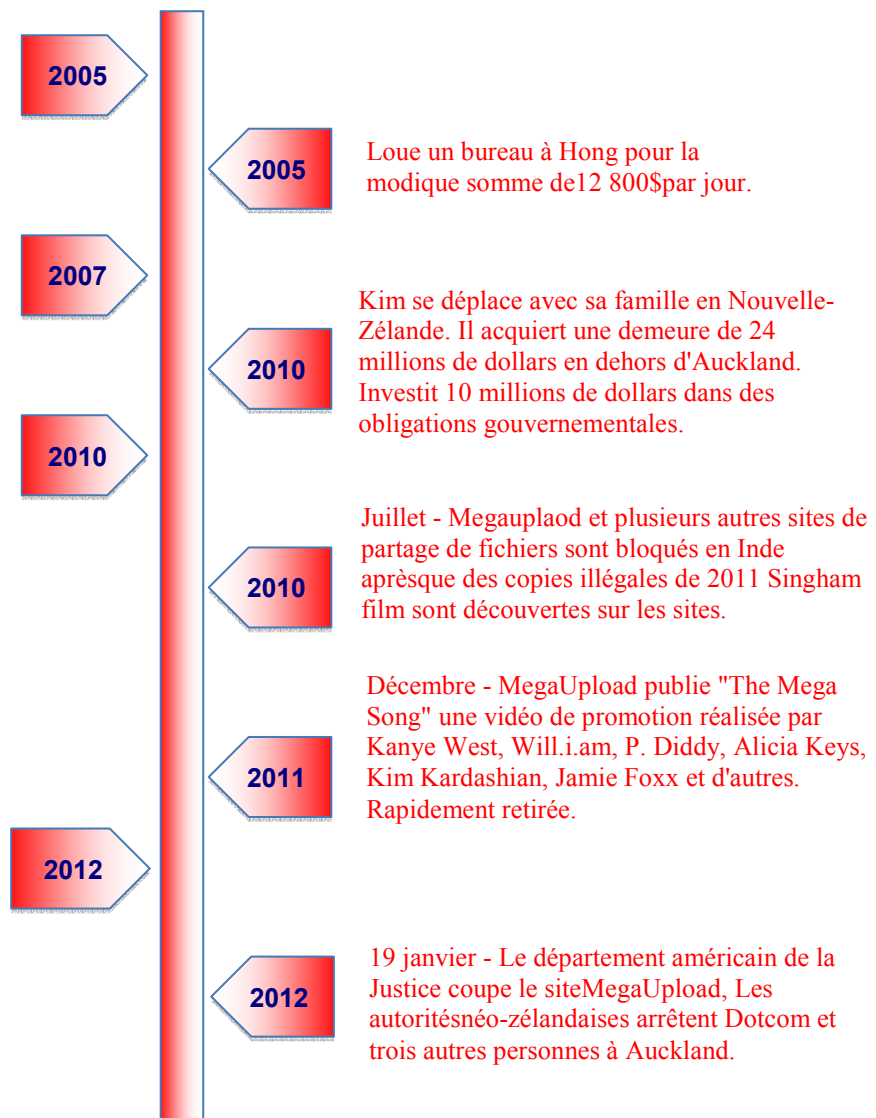 2005
2005
Loue un bureau à Hong pour la
modique somme de12 800$par jour.
2007
Kim se déplace avec sa famille en Nouvelle-
Zélande. Il acquiert une demeure de 24
millions de dollars en dehors d'Auckland.
Investit 10 millions de dollars dans des
obligations gouvernementales.
2010
2010
Juillet - Megauplaod et plusieurs autres sites de
partage de fichiers sont bloqués en Inde
aprèsque des copies illégales de 2011 Singham
film sont découvertes sur les sites.
2010
Décembre - MegaUpload publie "The Mega
Song" une vidéo de promotion réalisée par
Kanye West, Will.i.am, P. Diddy, Alicia Keys,
Kim Kardashian, Jamie Foxx et d'autres.
Rapidement retirée.
2011
2012
19 janvier - Le département américain de la
Justice coupe le siteMegaUpload, Les
autoritésnéo-zélandaises arrêtent Dotcom et
trois autres personnes à Auckland.
2012